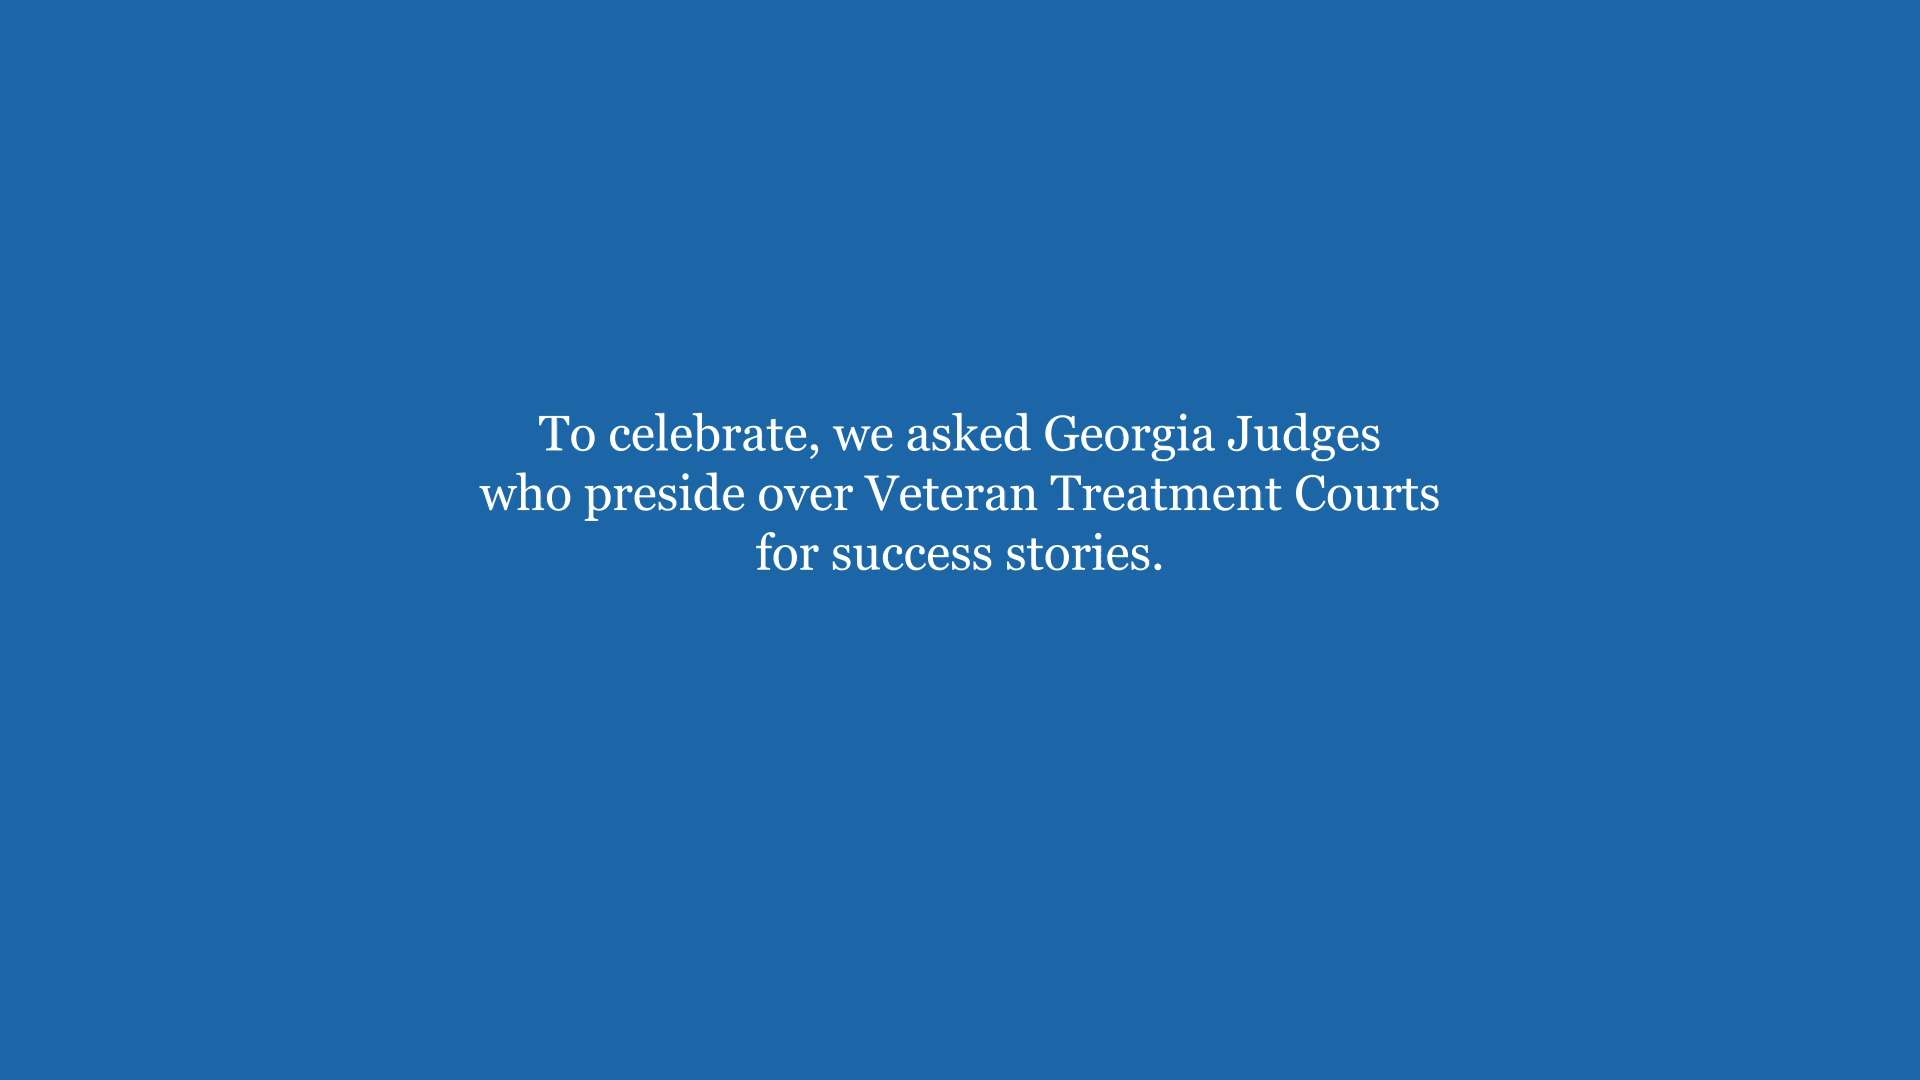 To celebrate, we asked Georgia Judges
who preside over Veteran Treatment Courts
for success stories.